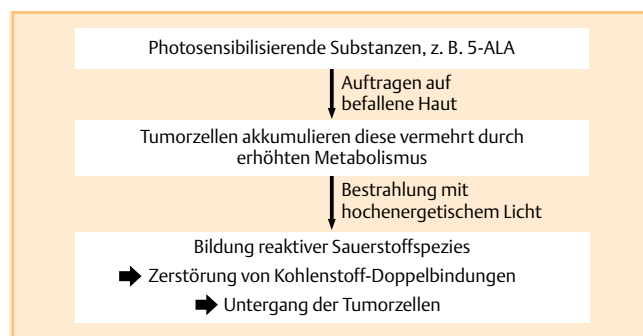 Photosensibilisierende Substanzen, z. B. 5-ALA
Auftragen auf
befallene Haut
Tumorzellen akkumulieren diese vermehrt durch
erhöhten Metabolismus
Bestrahlung mit
hochenergetischem Licht
Bildung reaktiver Sauerstoffspezies
Zerstörung von Kohlenstoff-Doppelbindungen
Untergang der Tumorzellen